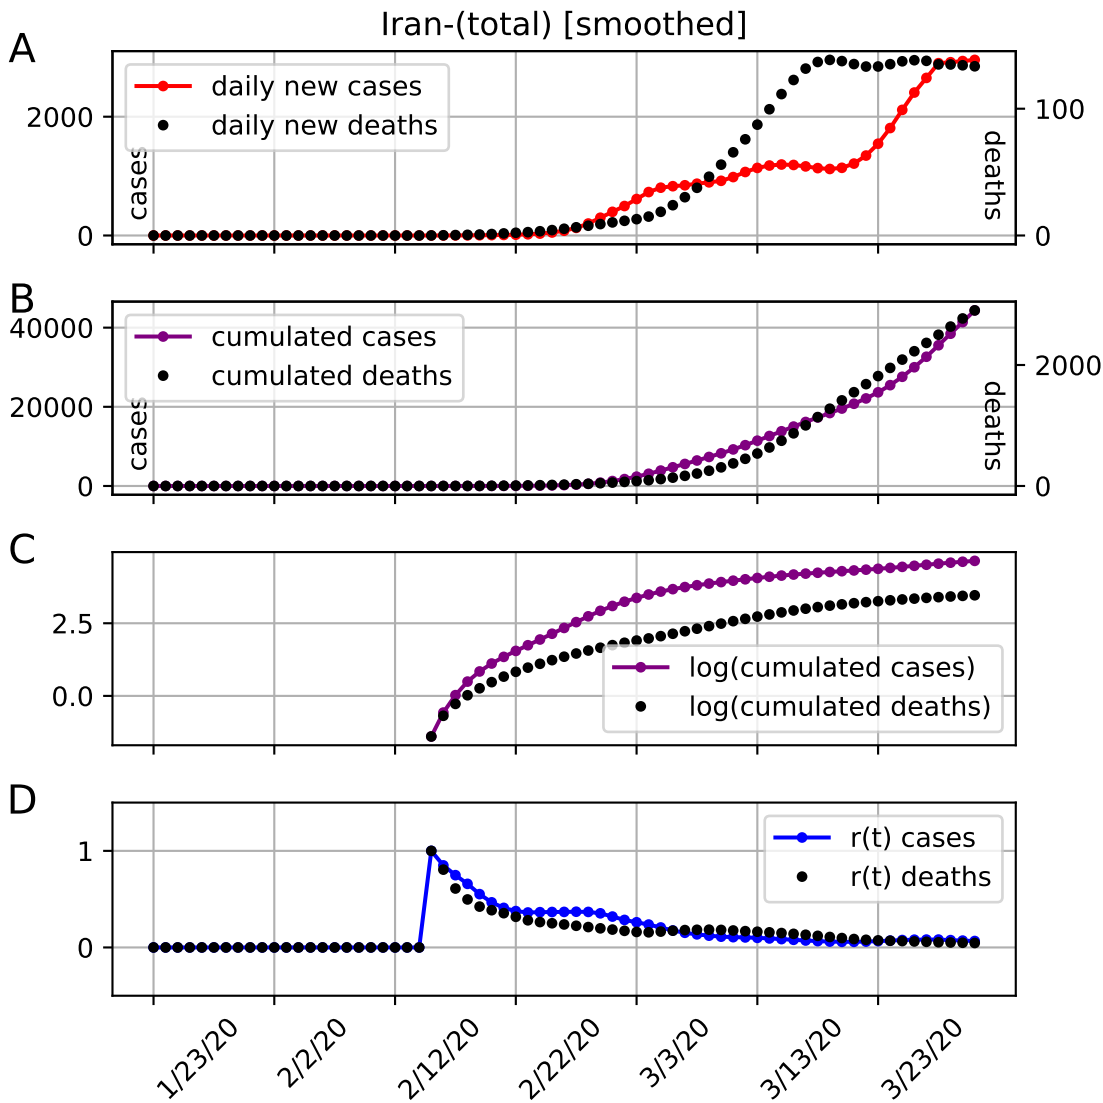 Iran-(total) [smoothed]
A
daily new cases
daily new deaths
2000
0
cases
100
0
deaths
B
cumulated cases
cumulated deaths
40000
20000
0
cases
2000
0
deaths
C
2.5
0.0
log(cumulated cases)
log(cumulated deaths)
D
r(t) cases
r(t) deaths
1
0
1/23/20
2/2/20
2/12/20
2/22/20
3/3/20
3/13/20
3/23/20